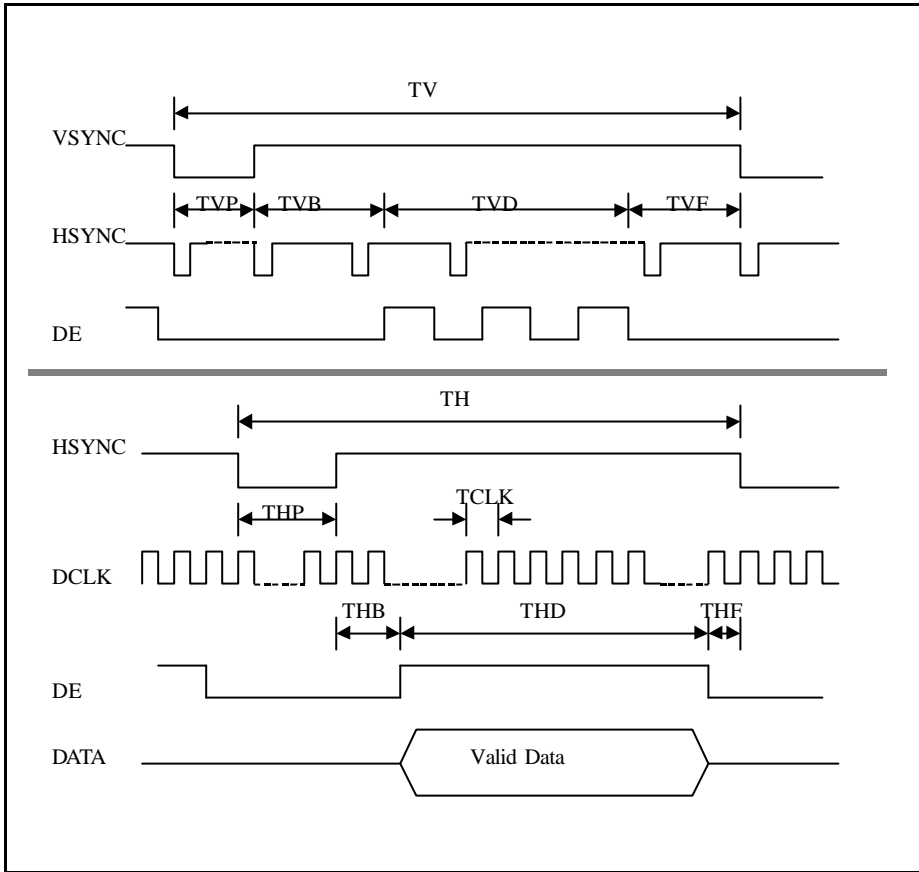 TV
VSYNC
TVP TVB TVD TVF
HSYNC
DE
TH
HSYNC
THP TCLK
DCLK
THB THD THF
DE
DATA Valid Data